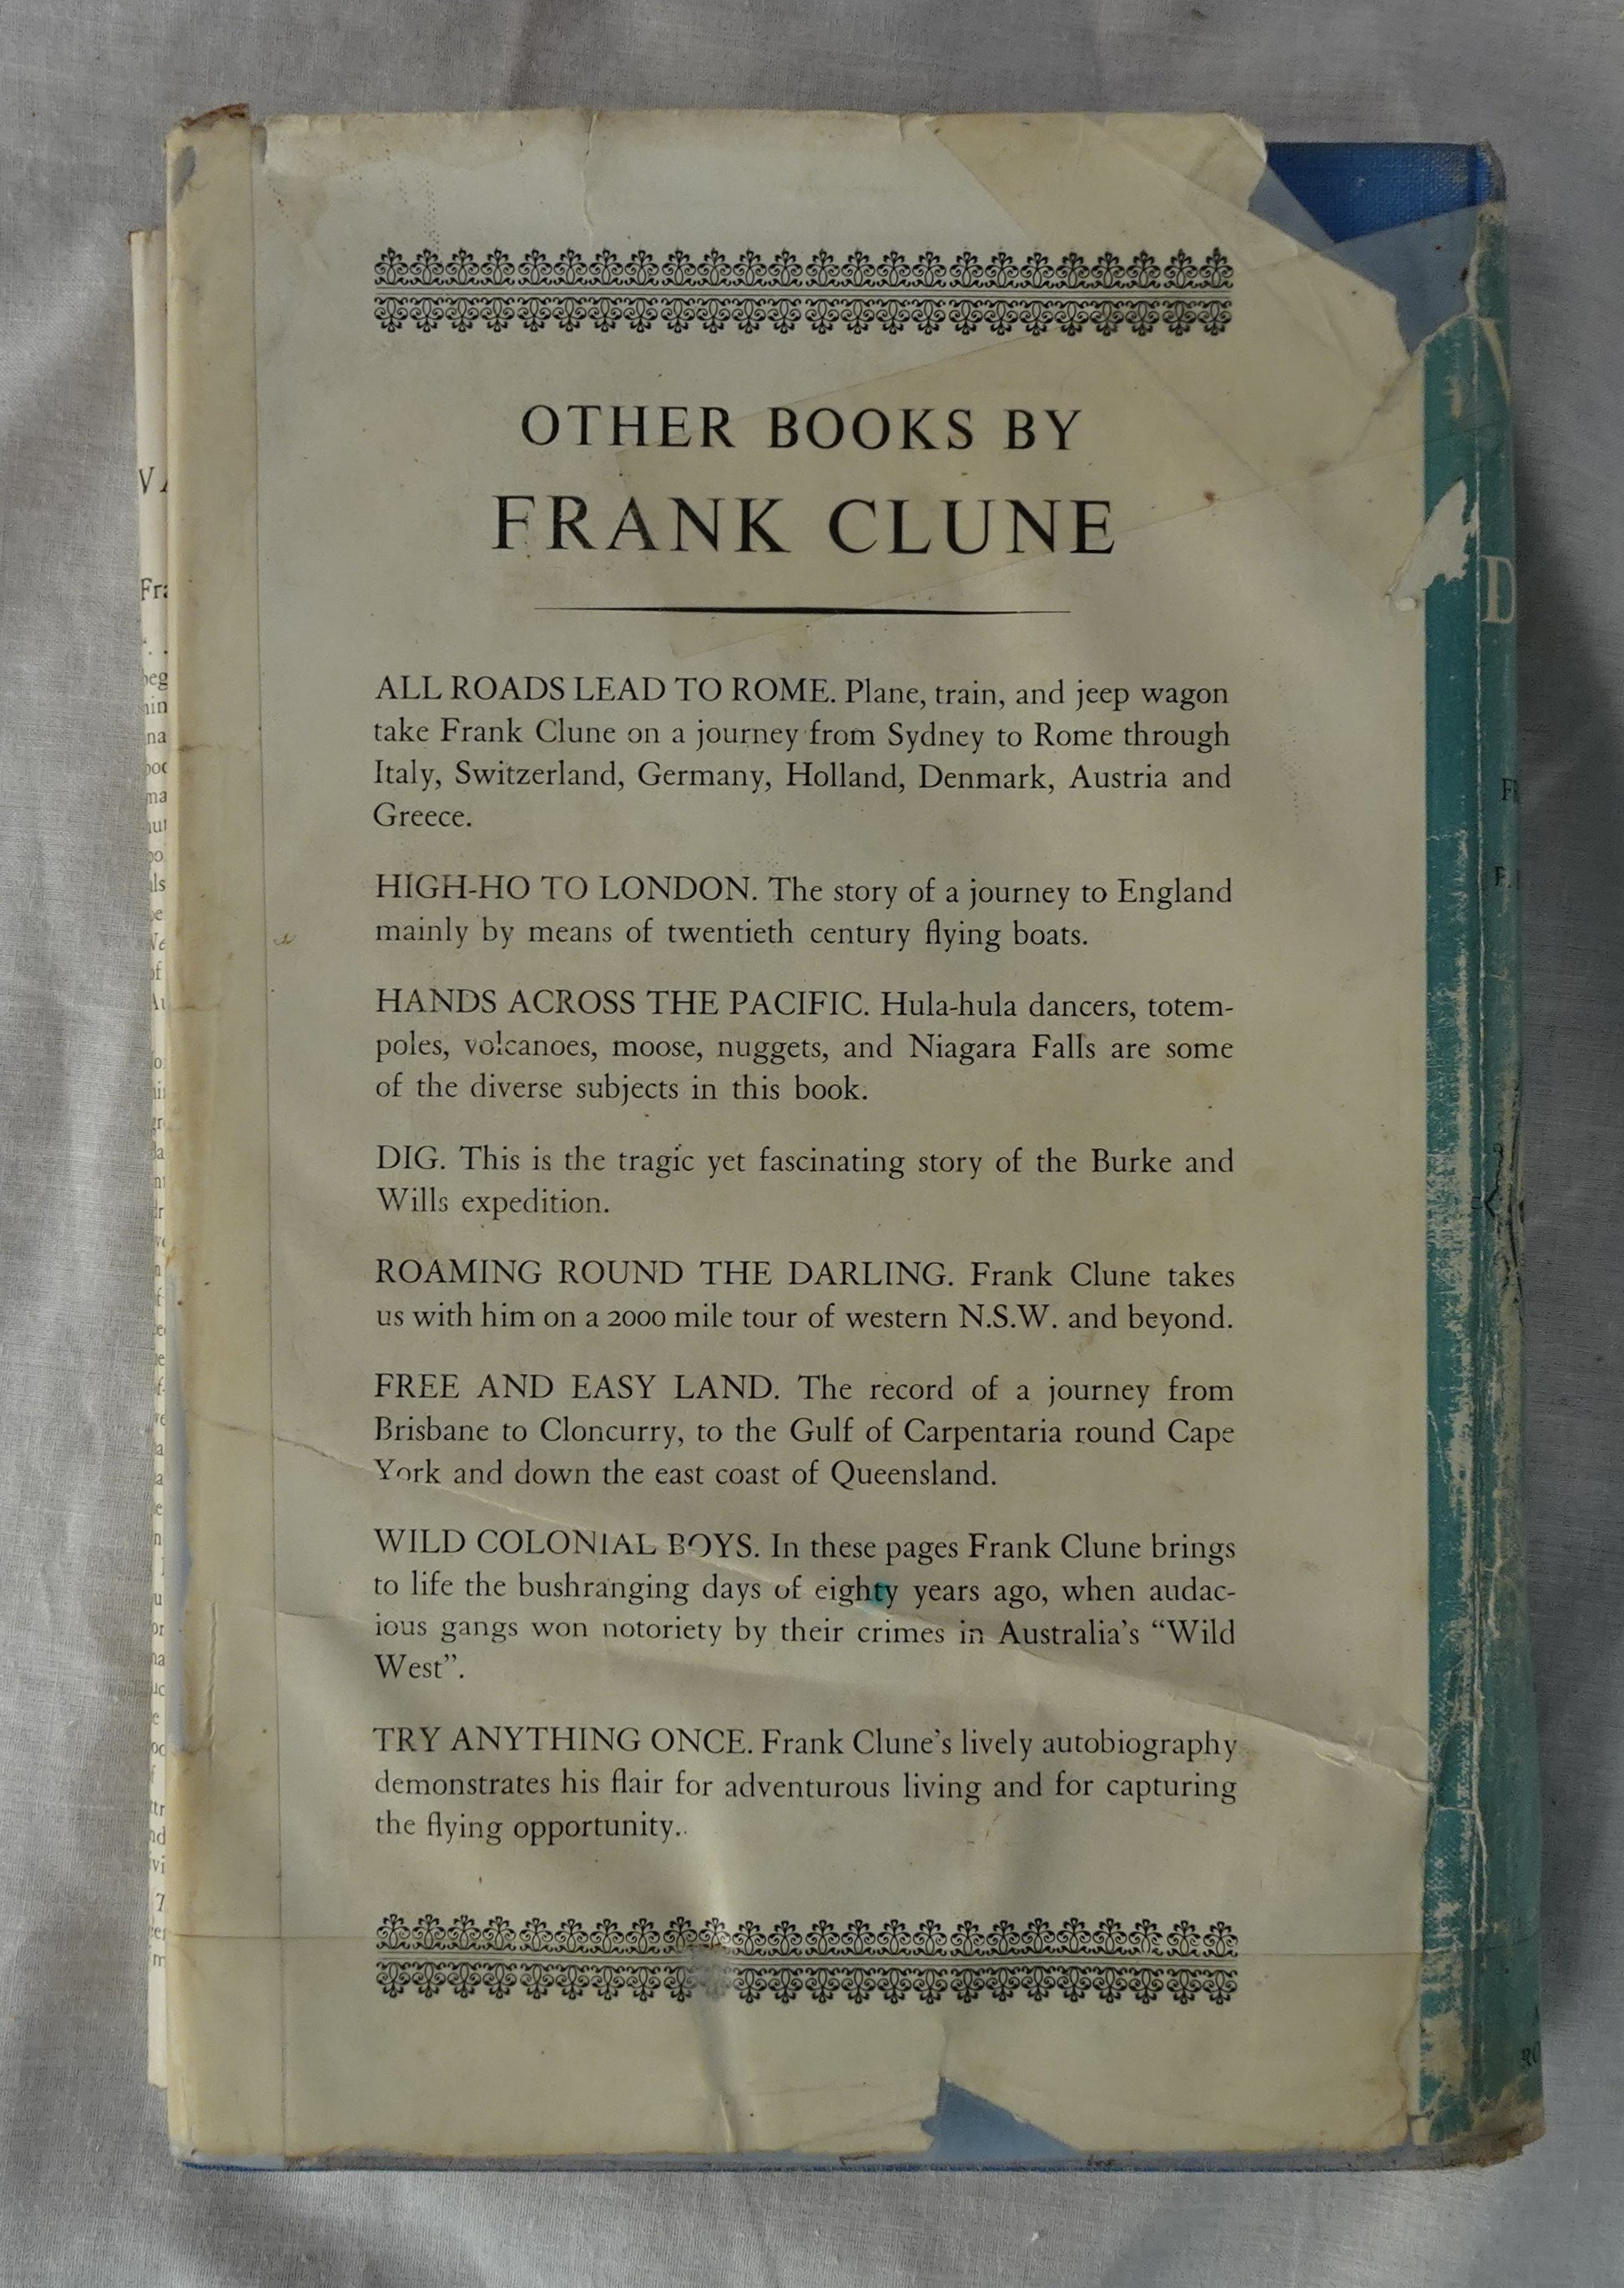 OTHER BOOKS BY
FRANK CLUNE
ALL ROADS LEAD TO ROME. Plane, train, and jeep wagon
take Frank Clune on a journey from Sydney to Rome through
Italy, Switzerland, Germany, Holland, Denmark, Austria and
Greece.
HIGH-HO TO LONDON. The story of a journey to England
mainly by means of twentieth century flying boats.
HANDS ACROSS THE PACIFIC. Hula-hula dancers, totem-
poles, volcanoes, moose, nuggets, and Niagara Falls are some
of the diverse subjects in this book.
DIG. This is the tragic yet fascinating story of the Burke and
Wills expedition.
ROAMING ROUND THE DARLING. Frank Clune takes
us with him on a 2000 mile tour of western N.S.W. and beyond.
FREE AND EASY LAND. The record of a journey from
Brisbane to Cloncurry, to the Gulf of Carpentaria round Cape
York and down the east coast of Queensland.
WILD COLONIAL BOYS. In these pages Frank Clune brings
to life the bushranging days of eighty years ago, when audac-
ious gangs won notoriety by their crimes in Australia's “Wild
West”.
TRY ANYTHING ONCE. Frank Clune's lively autobiography
demonstrates his flair for adventurous living and for capturing
the flying opportunity.